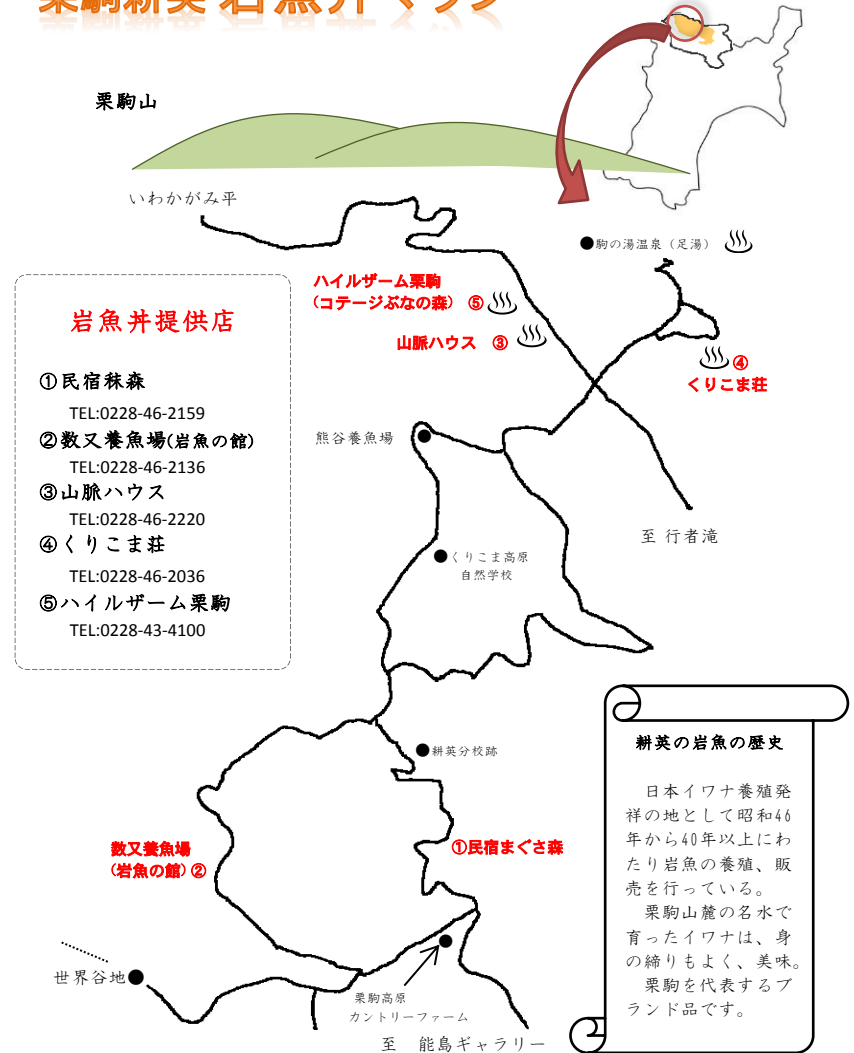 栗駒耕英 岩魚丼マップ
栗駒山
いわかがみ平
●駒の湯温泉（足湯）
ハイルザーム栗駒
(コテージぶなの森) ⑤
山脈ハウス ③
④
くりこま荘
岩魚丼提供店
①民宿秣森
TEL:0228-46-2159
②数又養魚場(岩魚の館)
TEL:0228-46-2136
③山脈ハウス
TEL:0228-46-2220
④くりこま荘
TEL:0228-46-2036
⑤ハイルザーム栗駒
TEL:0228-43-4100
熊谷養魚場
至 行者滝
●くりこま高原
自然学校
●耕英分校跡
①民宿まぐさ森
数又養魚場
(岩魚の館)②
世界谷地●
栗駒高原
カントリーファーム
至 能島ギャラリー
耕英の岩魚の歴史
日本イワナ養殖発
祥の地として昭和46
年から40年以上にわ
たり岩魚の養殖、販
売を行っている。
栗駒山麓の名水で
育ったイワナは、身
の締りもよく、美味。
栗駒を代表するブ
ランド品です。